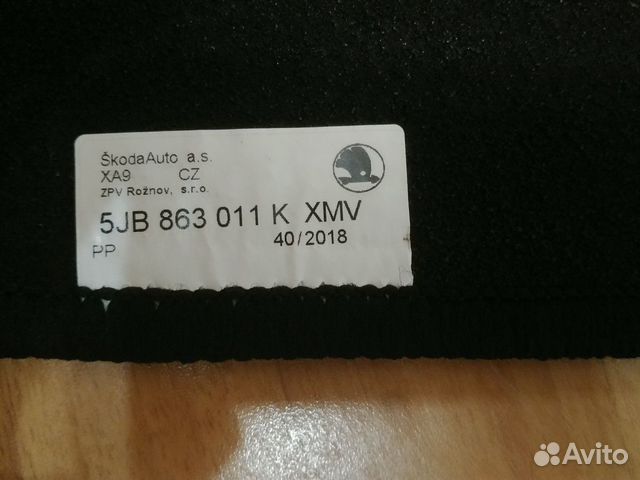 ŠkodaAuto a.s.
XA9 CZ
ZPV Rožnov, s.r.o.
5JB 863 011 K XMV
PP 40/2018
Avito